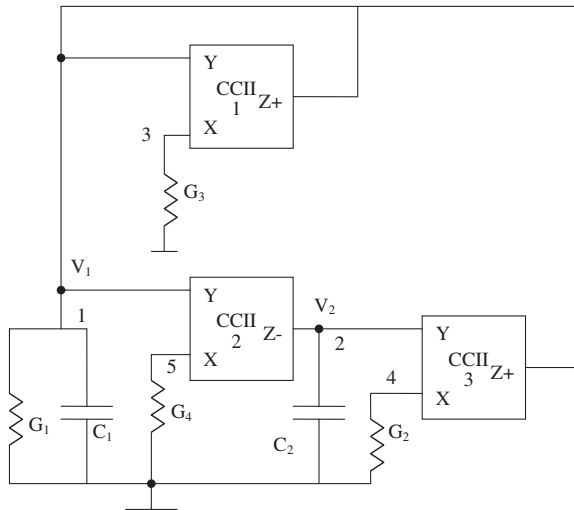 Y
CCII
1
Z+
X
3
G₃
V₁
1
Y
CCII
2
Z-
X
5
V₂
2
Y
CCII
3
Z+
X
4
G₁
C₁
G₄
C₂
G₂